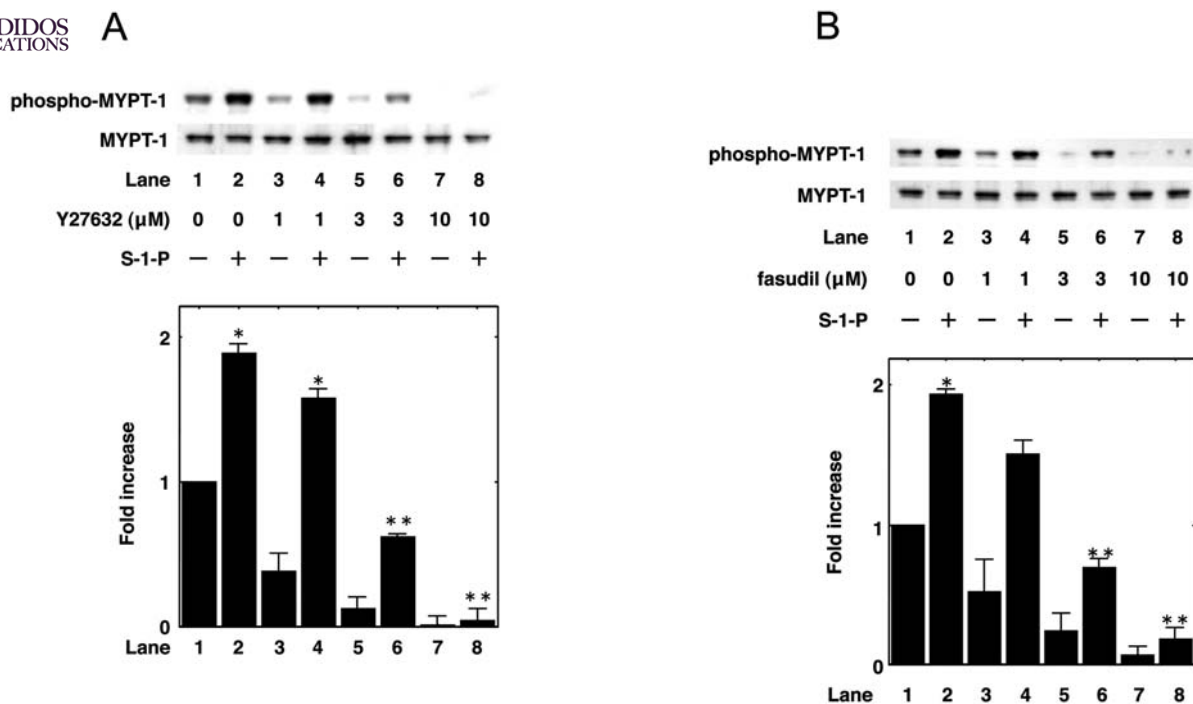 DIDOS
CATIONS
A
phospho-MYPT-1
MYPT-1
Lane 1 2 3 4 5 6 7 8
Y27632 (µM) 0 0 1 1 3 3 10 10
S-1-P − + − + − + − +
2
1
0
Fold increase
* * ** **
Lane 1 2 3 4 5 6 7 8
B
phospho-MYPT-1
MYPT-1
Lane 1 2 3 4 5 6 7 8
fasudil (µM) 0 0 1 1 3 3 10 10
S-1-P − + − + − + − +
2
1
0
Fold increase
* ** **
Lane 1 2 3 4 5 6 7 8